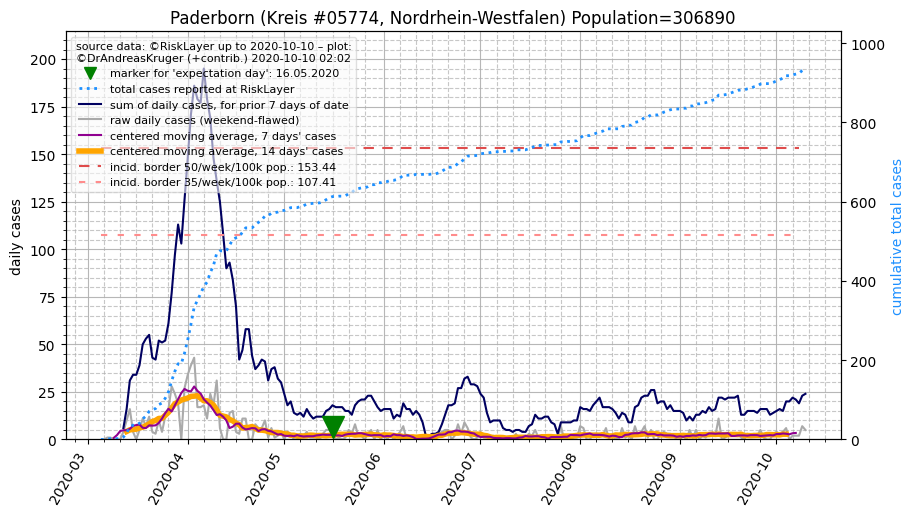 Paderborn (Kreis #05774, Nordrhein-Westfalen) Population=306890
source data: ©RiskLayer up to 2020-10-10 – plot:
©DrAndreasKruger (+contrib.) 2020-10-10 02:02
marker for 'expectation day': 16.05.2020
total cases reported at RiskLayer
sum of daily cases, for prior 7 days of date
raw daily cases (weekend-flawed)
centered moving average, 7 days' cases
centered moving average, 14 days' cases
incid. border 50/week/100k pop.: 153.44
incid. border 35/week/100k pop.: 107.41
daily cases
200
175
150
125
100
75
50
25
0
1000
800
600
400
200
0
cumulative total cases
2020-03
2020-04
2020-05
2020-06
2020-07
2020-08
2020-09
2020-10